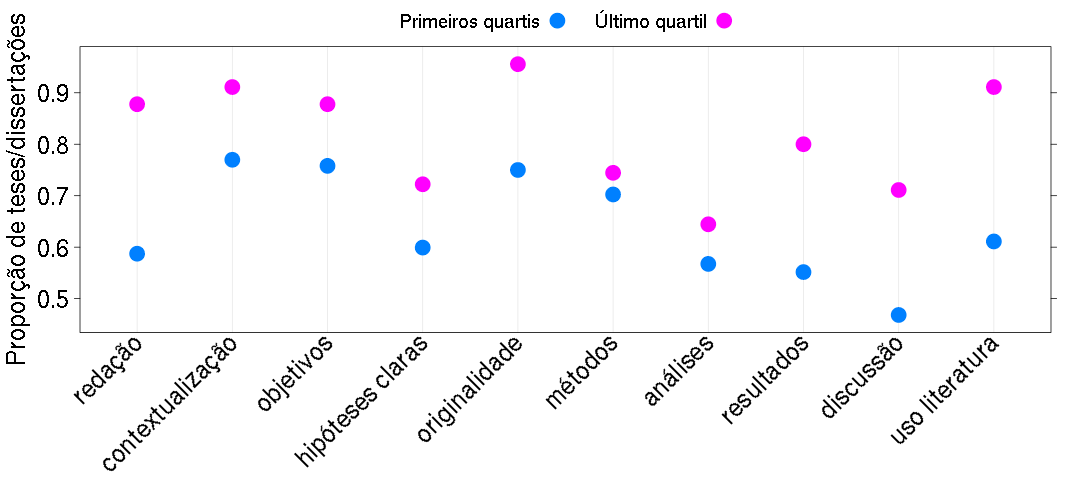 Primeiros quartis Último quartil
Proporção de teses/dissertações
0.9
0.8
0.7
0.6
0.5
redação
contextualização
objetivos
hipóteses claras
originalidade
métodos
análises
resultados
discussão
uso literatura